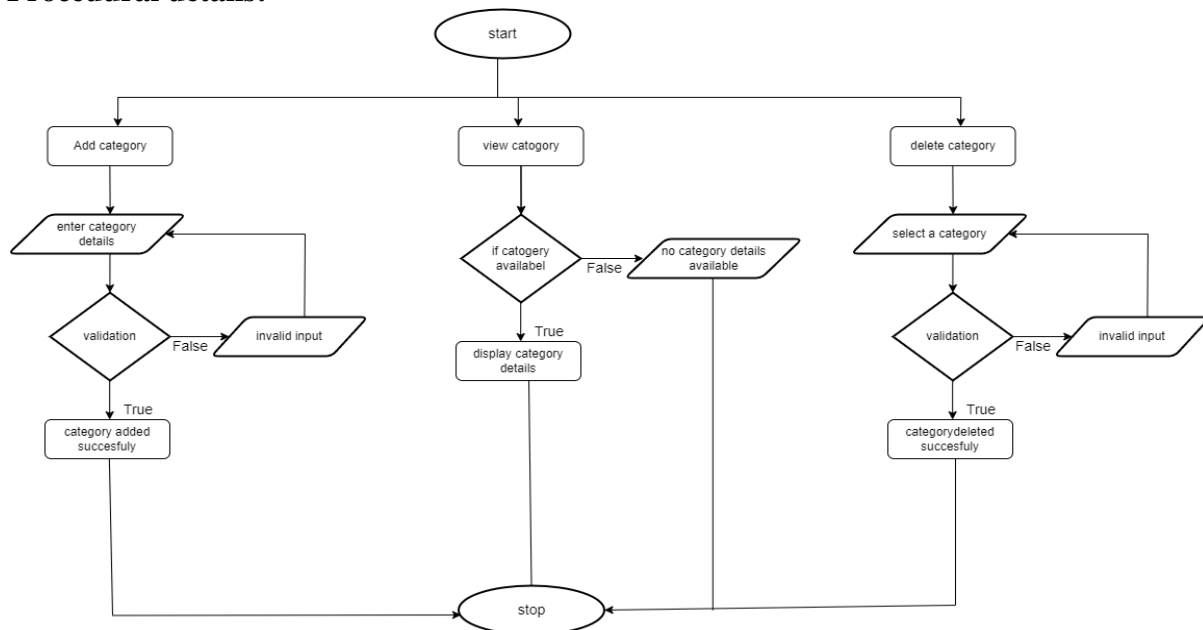 Procedural details:
start
Add category
view catogory
delete category
enter category
details
if catogery
availabel
False
no category details
available
select a category
validation
False
invalid input
True
display category
details
validation
False
invalid input
True
category added
succesfuly
True
categorydeleted
succesfuly
stop